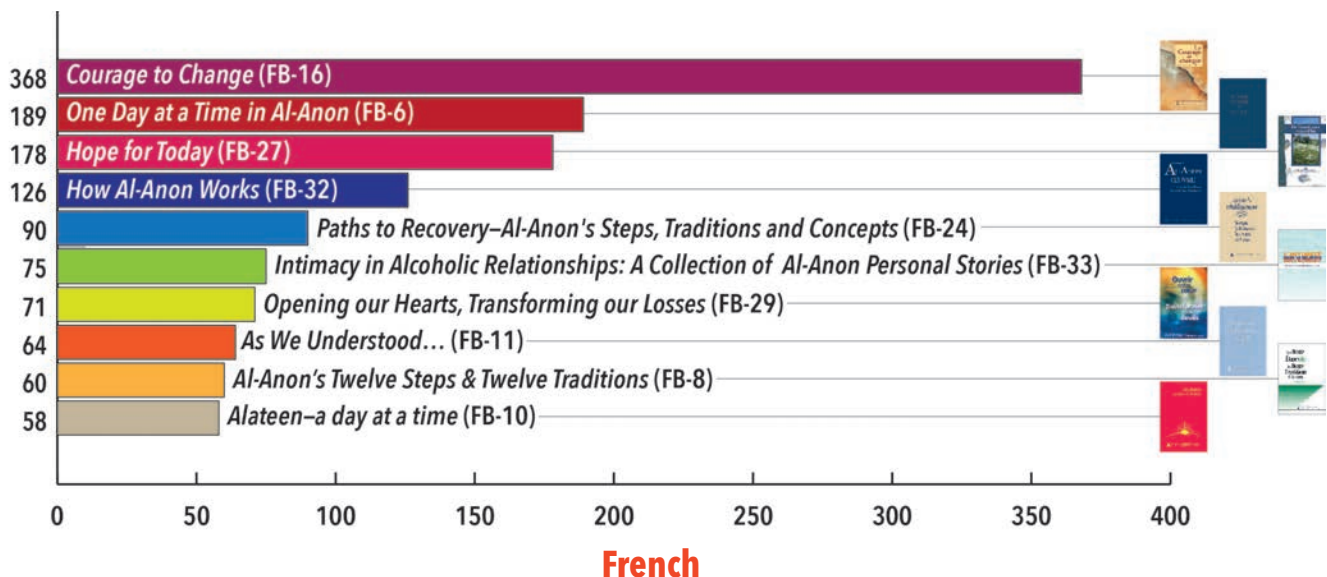 368 Courage to Change (FB-16)
189 One Day at a Time in Al-Anon (FB-6)
178 Hope for Today (FB-27)
126 How Al-Anon Works (FB-32)
90 Paths to Recovery–Al-Anon's Steps, Traditions and Concepts (FB-24)
75 Intimacy in Alcoholic Relationships: A Collection of Al-Anon Personal Stories (FB-33)
71 Opening our Hearts, Transforming our Losses (FB-29)
64 As We Understood… (FB-11)
60 Al-Anon’s Twelve Steps & Twelve Traditions (FB-8)
58 Alateen–a day at a time (FB-10)
0 50 100 150 200 250 300 350 400
French